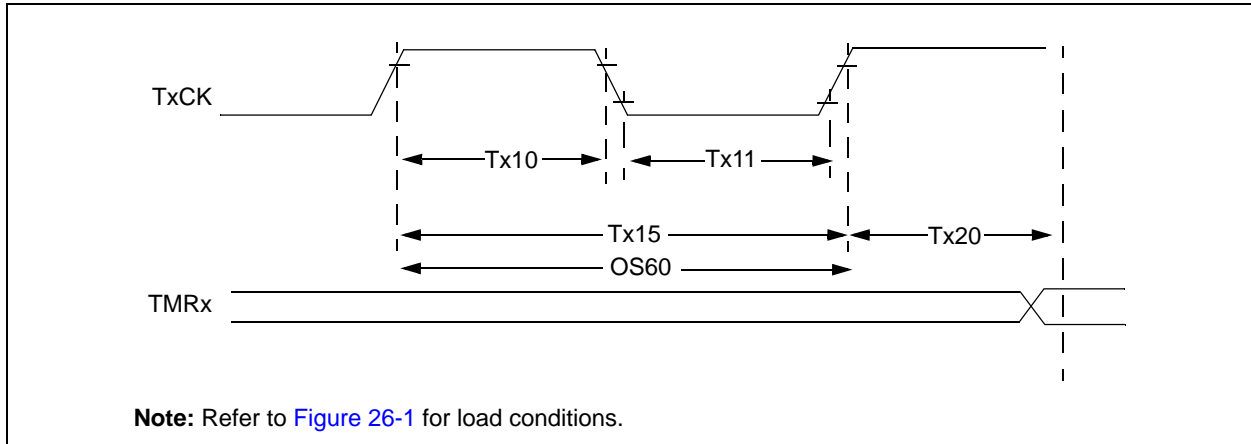 TxCK
Tx10
Tx11
Tx15
Tx20
OS60
TMRx
Note: Refer to Figure 26-1 for load conditions.